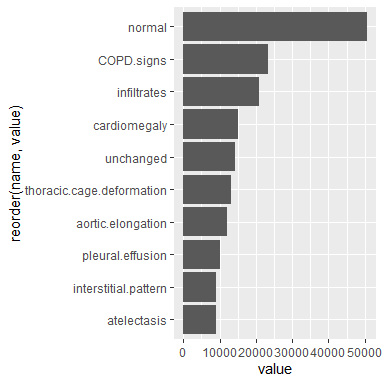 reorder(name, value)
normal
COPD.signs
infiltrates
cardiomegaly
unchanged
thoracic.cage.deformation
aortic.elongation
pleural.effusion
interstitial.pattern
atelectasis
0 10000 20000 30000 40000 50000
value